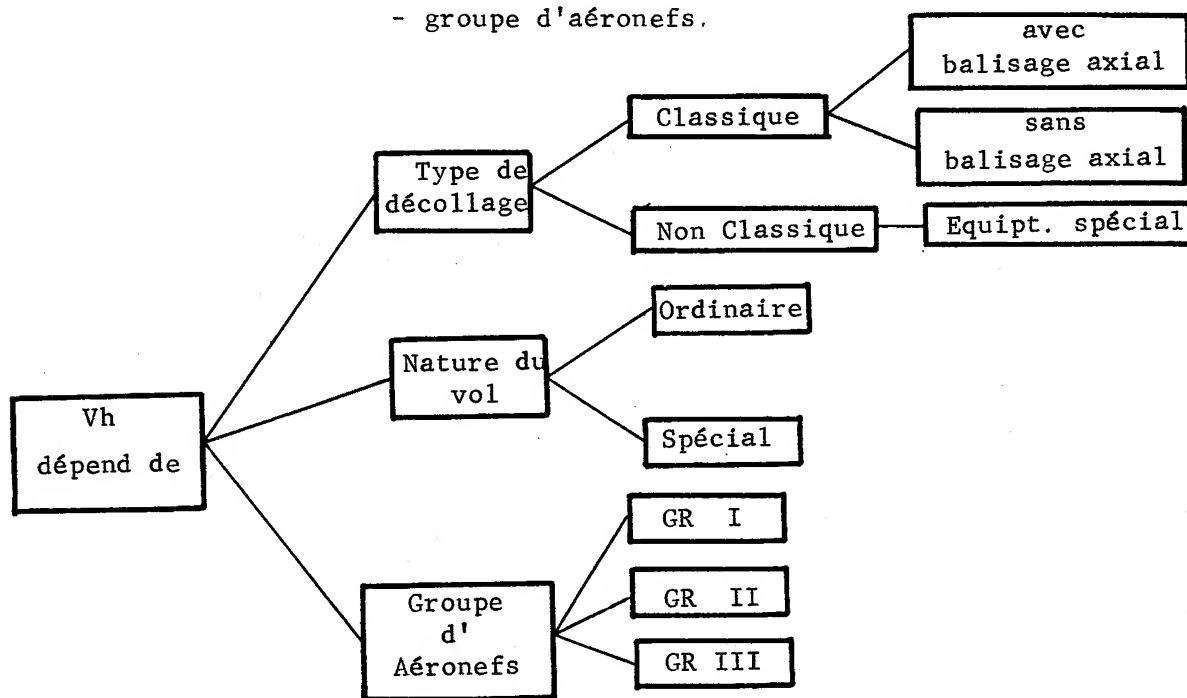 - groupe d'aéronefs.
avec
balisage axial
Classique
sans
balisage axial
Type de
décollage
Non Classique
Equipt. spécial
Ordinaire
Nature du
vol
Spécial
Vh
dépend de
GR I
GR II
GR III
Groupe
d'
Aéronefs